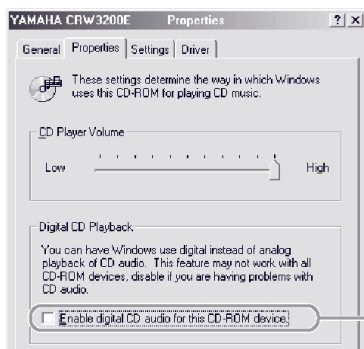 YAMAHA CRW3200E Properties ? ×
General Properties Settings Driver
These settings determine the way in which Windows
uses this CD-ROM for playing CD music.
CD Player Volume
Low High
Digital CD Playback
You can have Windows use digital instead of analog
playback of CD audio. This feature may not work with all
CD-ROM devices, disable if you are having problems with
CD audio.
Enable digital CD audio for this CD-ROM device.